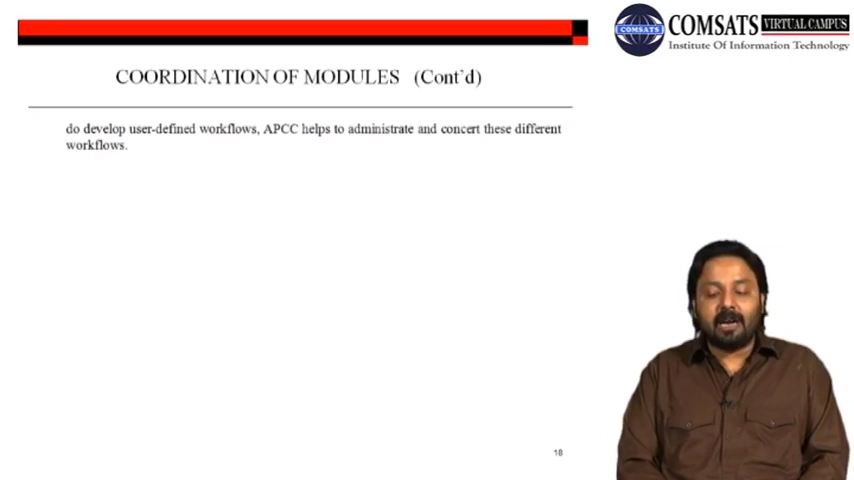 COMSATS
COMSATS VIRTUAL CAMPUS
Institute Of Information Technology
COORDINATION OF MODULES (Cont'd)
do develop user-defined workflows, APCC helps to administrate and concert these different
workflows.
18